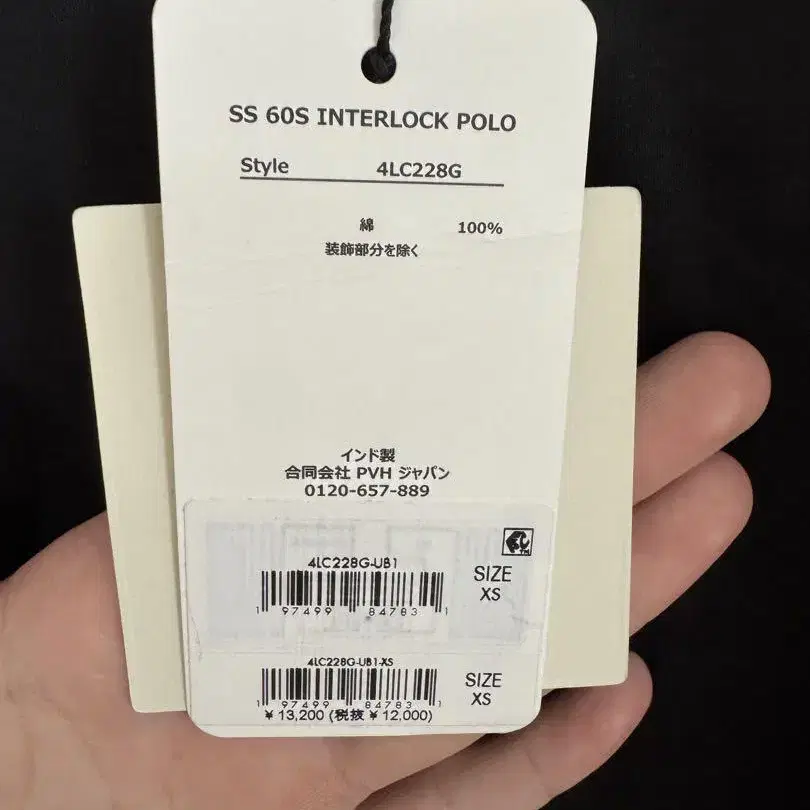 SS 60S INTERLOCK POLO
Style 4LC228G
綿 100%
装飾部分を除く
インド製
合同会社 PVH ジャパン
0120-657-889
4LC228G-UB1
SIZE
XS
1 97499 84783 1
4LC228G-UB1-XS
SIZE
XS
1 97499 84783 1
¥ 13,200 (税抜 ¥ 12,000)